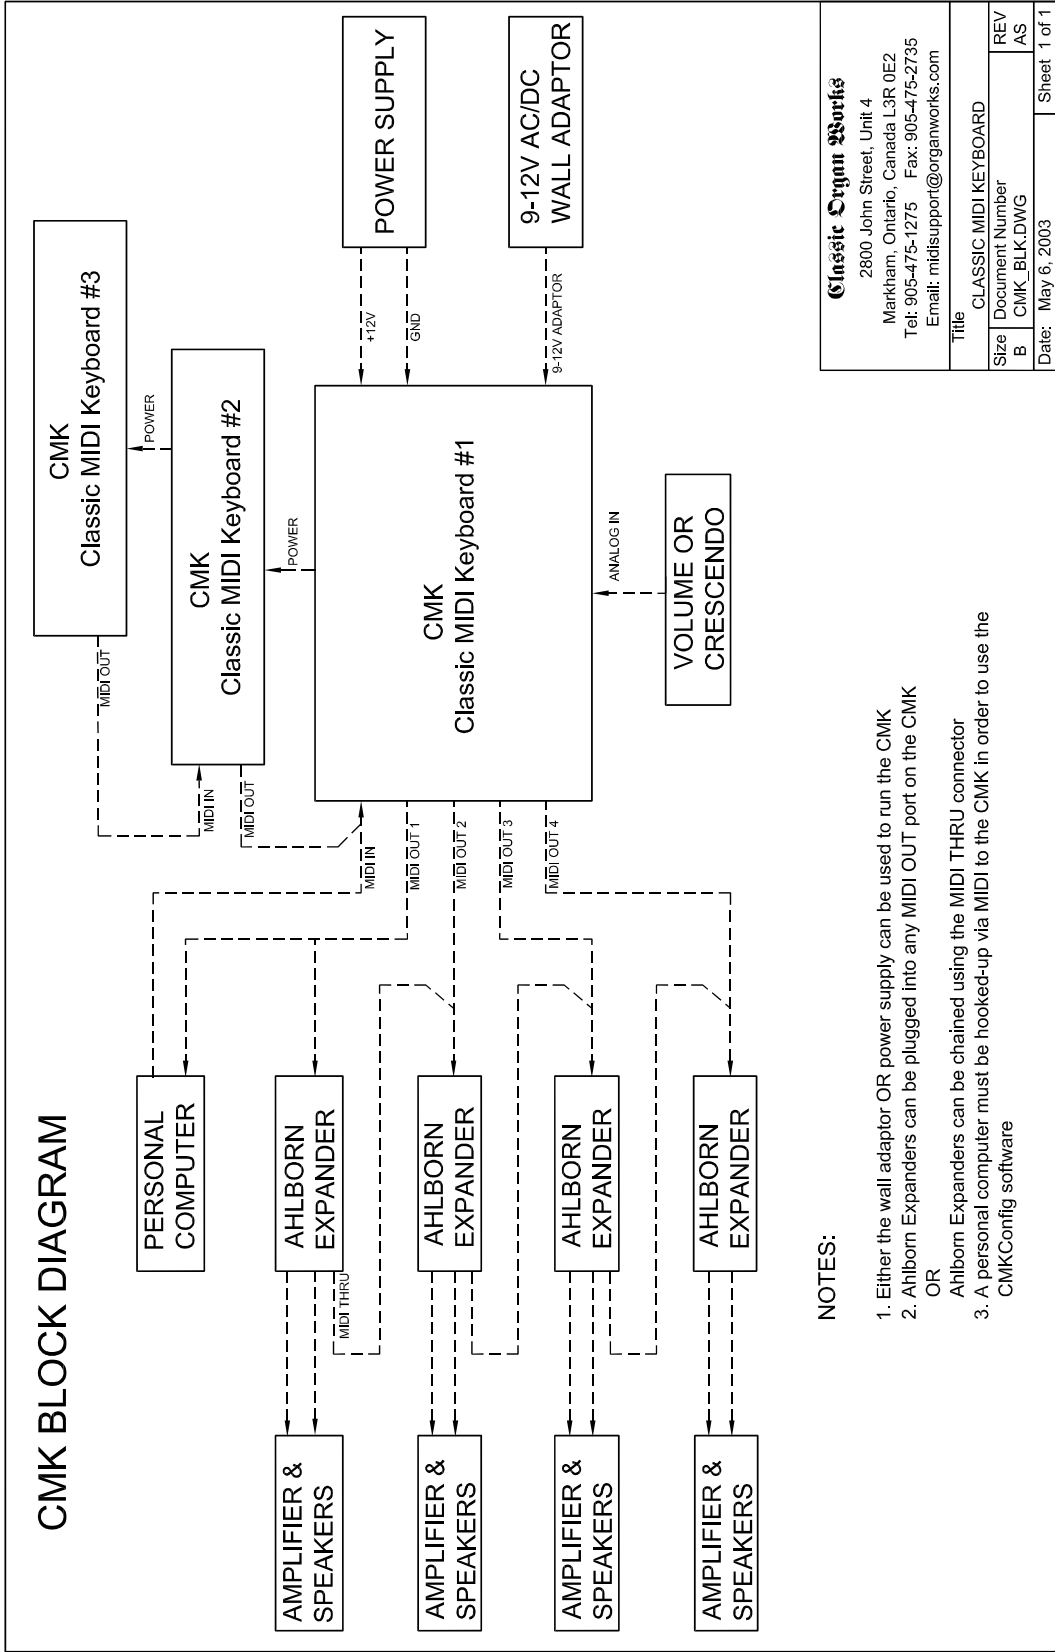 CMK BLOCK DIAGRAM
AMPLIFIER &
SPEAKERS
AMPLIFIER &
SPEAKERS
AMPLIFIER &
SPEAKERS
AMPLIFIER &
SPEAKERS
PERSONAL
COMPUTER
AHLBORN
EXPANDER
MIDI THRU
AHLBORN
EXPANDER
AHLBORN
EXPANDER
AHLBORN
EXPANDER
MIDI IN
MIDI OUT 1
MIDI OUT 2
MIDI OUT 3
MIDI OUT 4
MIDI OUT
MIDI IN
MIDI OUT
CMK
Classic MIDI Keyboard #3
POWER
CMK
Classic MIDI Keyboard #2
POWER
CMK
Classic MIDI Keyboard #1
ANALOG IN
VOLUME OR
CRESCENDO
+12V
GND
9-12V ADAPTOR
POWER SUPPLY
9-12V AC/DC
WALL ADAPTOR
NOTES:
1. Either the wall adaptor OR power supply can be used to run the CMK
2. Ahlborn Expanders can be plugged into any MIDI OUT port on the CMK
OR
Ahlborn Expanders can be chained using the MIDI THRU connector
3. A personal computer must be hooked-up via MIDI to the CMK in order to use the
CMKConfig software
Classic Organ Works
2800 John Street, Unit 4
Markham, Ontario, Canada L3R 0E2
Tel: 905-475-1275 Fax: 905-475-2735
Email: midisupport@organworks.com
Title
CLASSIC MIDI KEYBOARD
Size Document Number REV
B CMK_BLK.DWG AS
Date: May 6, 2003 Sheet 1 of 1